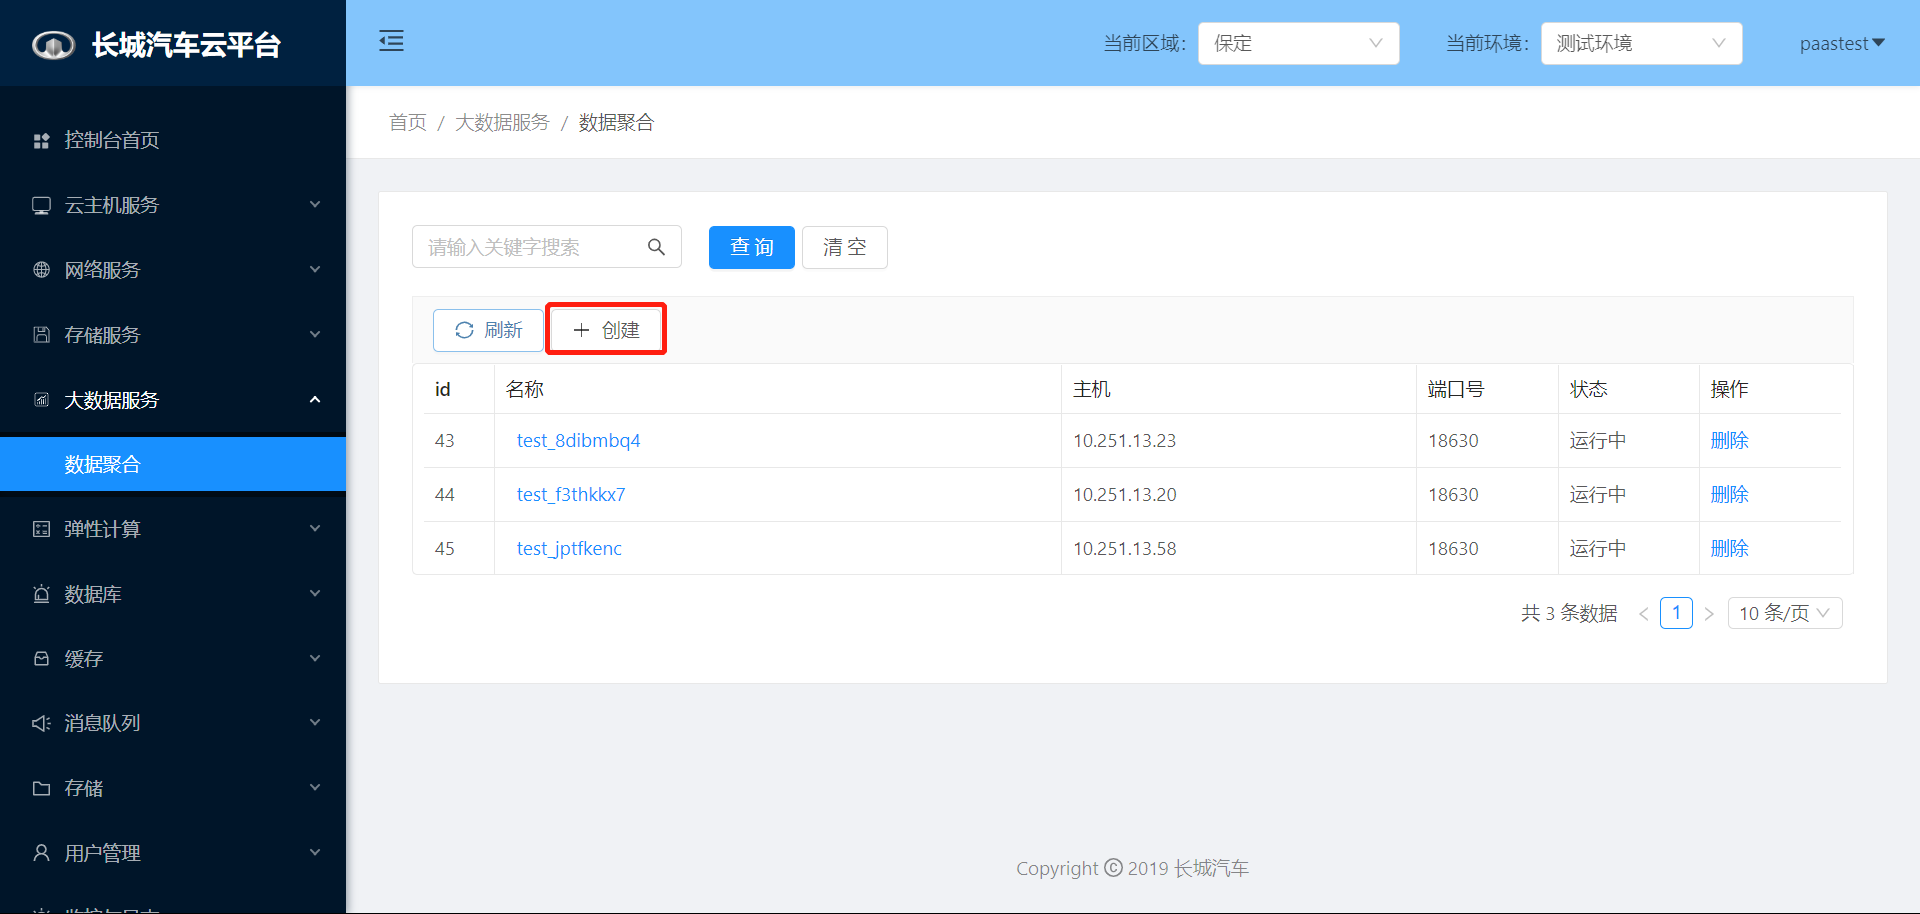 长城汽车云平台
当前区域： 保定 当前环境： 测试环境 paastest
控制台首页
云主机服务
网络服务
存储服务
大数据服务
数据聚合
弹性计算
数据库
缓存
消息队列
存储
用户管理
首页 / 大数据服务 / 数据聚合
请输入关键字搜索 查询 清空
刷新 创建
id 名称 主机 端口号 状态 操作
43 test_8dibmbq4 10.251.13.23 18630 运行中 删除
44 test_f3thkkx7 10.251.13.20 18630 运行中 删除
45 test_jptfkenc 10.251.13.58 18630 运行中 删除
共 3 条数据 < 1 > 10 条/页
Copyright © 2019 长城汽车